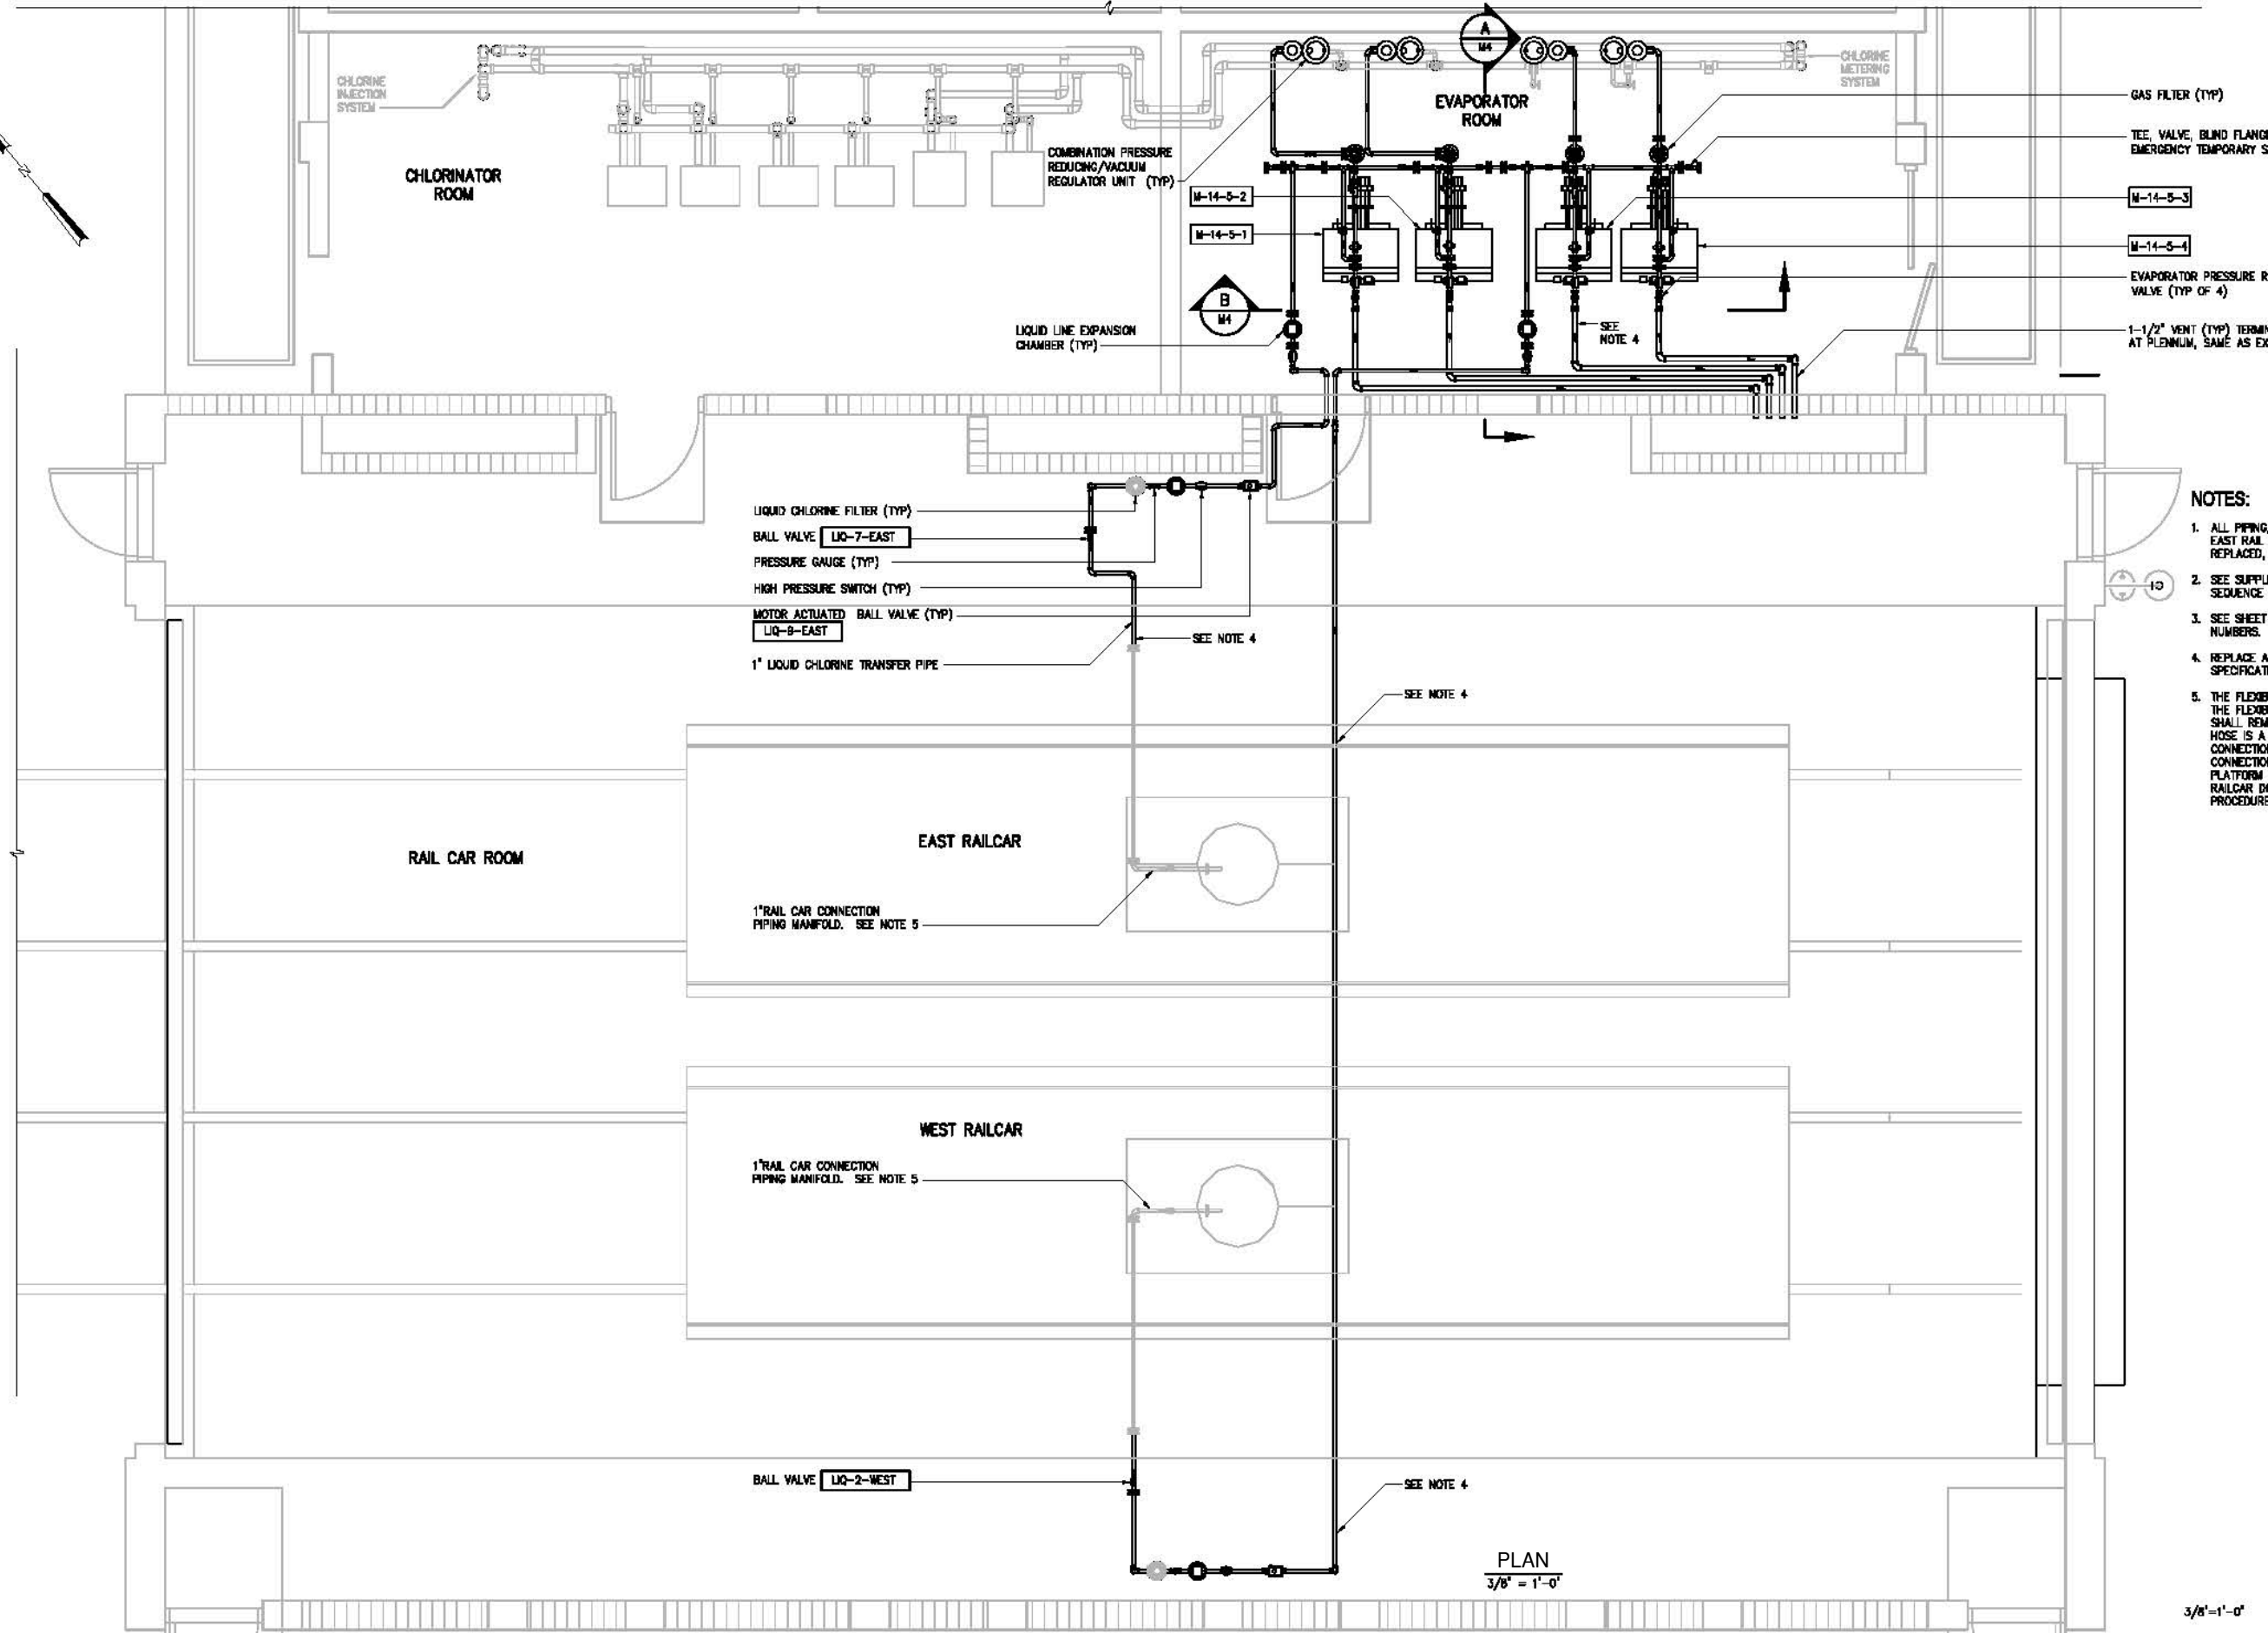 A
M4
CHLORINE
INJECTION
SYSTEM
CHLORINE
METERING
SYSTEM
EVAPORATOR
ROOM
GAS FILTER (TYP)
TEE, VALVE, BLIND FLANGE
EMERGENCY TEMPORARY S
CHLORINATOR
ROOM
COMBINATION PRESSURE
REDUCING/VACUUM
REGULATOR UNIT (TYP)
M-14-5-2
M-14-5-1
M-14-5-3
M-14-5-4
EVAPORATOR PRESSURE R
VALVE (TYP OF 4)
B
M4
LIQUID LINE EXPANSION
CHAMBER (TYP)
SEE
NOTE 4
1-1/2" VENT (TYP) TERMIN
AT PLENNUM, SAME AS EX
LIQUID CHLORINE FILTER (TYP)
BALL VALVE LIQ-7-EAST
PRESSURE GAUGE (TYP)
HIGH PRESSURE SWITCH (TYP)
MOTOR ACTUATED BALL VALVE (TYP)
LIQ-9-EAST
1" LIQUID CHLORINE TRANSFER PIPE
SEE NOTE 4
SEE NOTE 4
NOTES:
1. ALL PIPING,
EAST RAIL
REPLACED,
2. SEE SUPPL
SEQUENCE
3. SEE SHEET
NUMBERS.
4. REPLACE A
SPECIFICATI
5. THE FLEXIB
THE FLEXIB
SHALL REM
HOSE IS A
CONNECTION
CONNECTION
PLATFORM
RAILCAR D
PROCEDURE
RAIL CAR ROOM
EAST RAILCAR
1"RAIL CAR CONNECTION
PIPING MANIFOLD. SEE NOTE 5
WEST RAILCAR
1"RAIL CAR CONNECTION
PIPING MANIFOLD. SEE NOTE 5
BALL VALVE LIQ-2-WEST
SEE NOTE 4
PLAN
3/8" = 1'-0"
3/8"=1'-0"